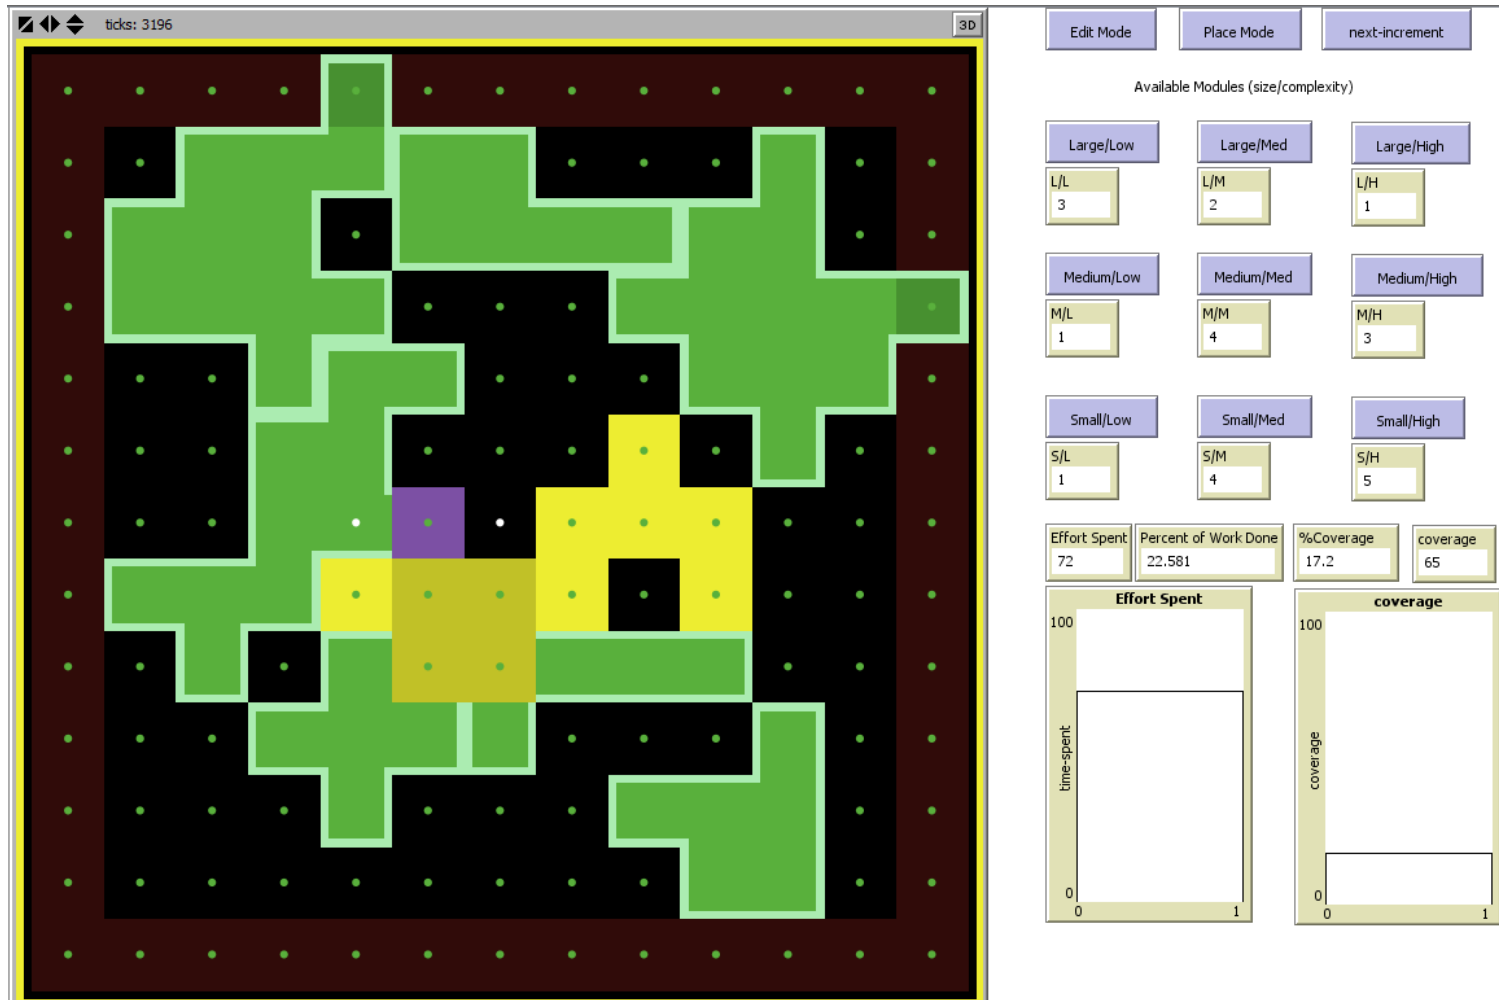 ticks: 3196
3D
Edit Mode
Place Mode
next-increment
Available Modules (size/complexity)
Large/Low
Large/Med
Large/High
L/L
L/M
L/H
3
2
1
Medium/Low
Medium/Med
Medium/High
M/L
M/M
M/H
1
4
3
Small/Low
Small/Med
Small/High
S/L
S/M
S/H
1
4
5
Effort Spent
Percent of Work Done
%Coverage
coverage
72
22.581
17.2
65
Effort Spent
100
time-spent
0
0
1
coverage
100
coverage
0
0
1